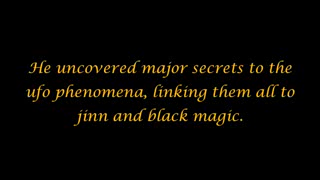 He uncovered major secrets to the
ufo phenomena, linking them all to
jinn and black magic.